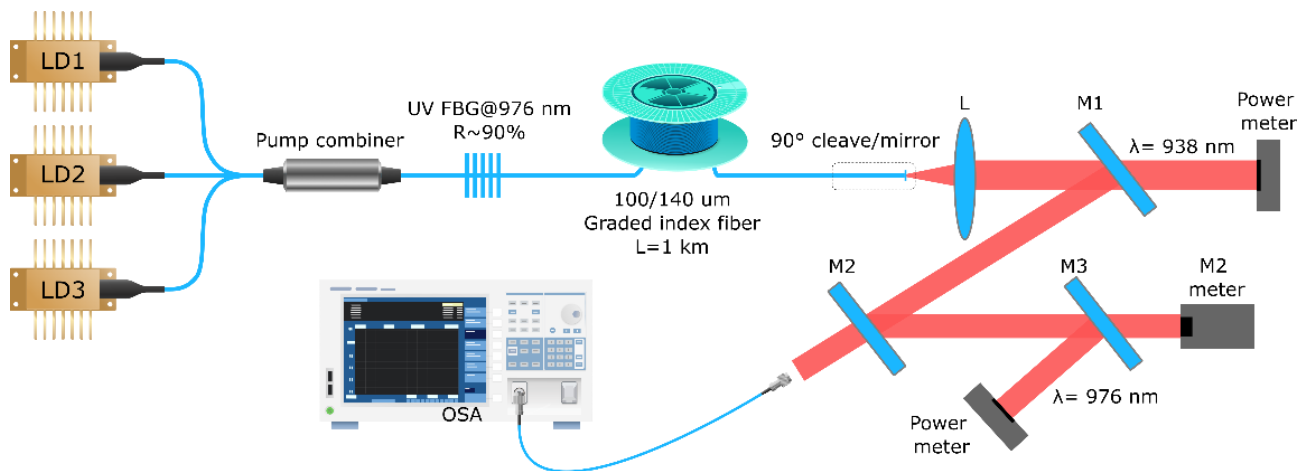 LD1
LD2
LD3
Pump combiner
UV FBG@976 nm
R~90%
100/140 um
Graded index fiber
L=1 km
90° cleave/mirror
L
M1
λ= 938 nm
Power
meter
M2
M3
M2
meter
λ= 976 nm
Power
meter
OSA